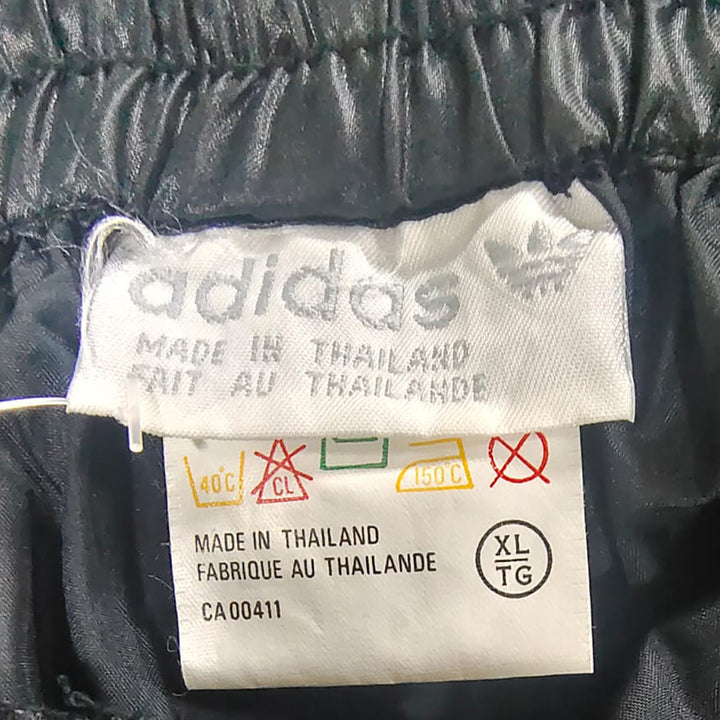 adidas
MADE IN THAILAND
FAIT AU THAILANDE
40°C
CL
150°C
MADE IN THAILAND
FABRIQUE AU THAILANDE
CA00411
XL
TG